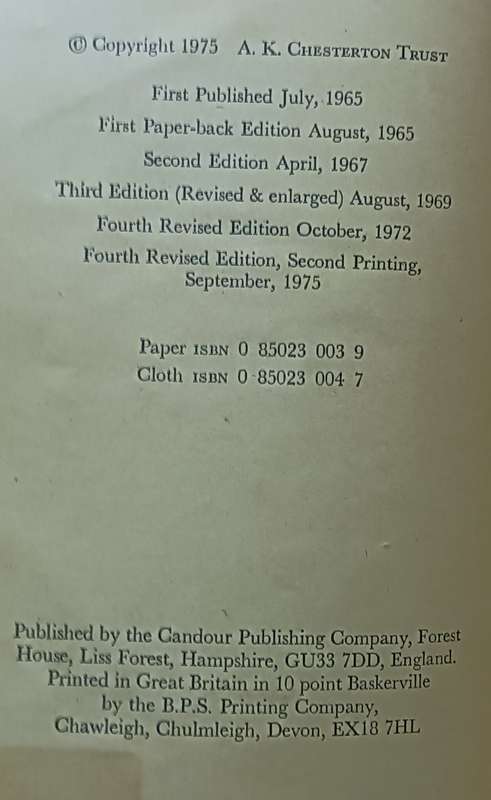 © Copyright 1975 A. K. CHESTERTON TRUST
First Published July, 1965
First Paper-back Edition August, 1965
Second Edition April, 1967
Third Edition (Revised & enlarged) August, 1969
Fourth Revised Edition October, 1972
Fourth Revised Edition, Second Printing,
September, 1975
Paper ISBN 0 85023 003 9
Cloth ISBN 0 85023 004 7
Published by the Candour Publishing Company, Forest
House, Liss Forest, Hampshire, GU33 7DD, England.
Printed in Great Britain in 10 point Baskerville
by the B.P.S. Printing Company,
Chawleigh, Chulmleigh, Devon, EX18 7HL